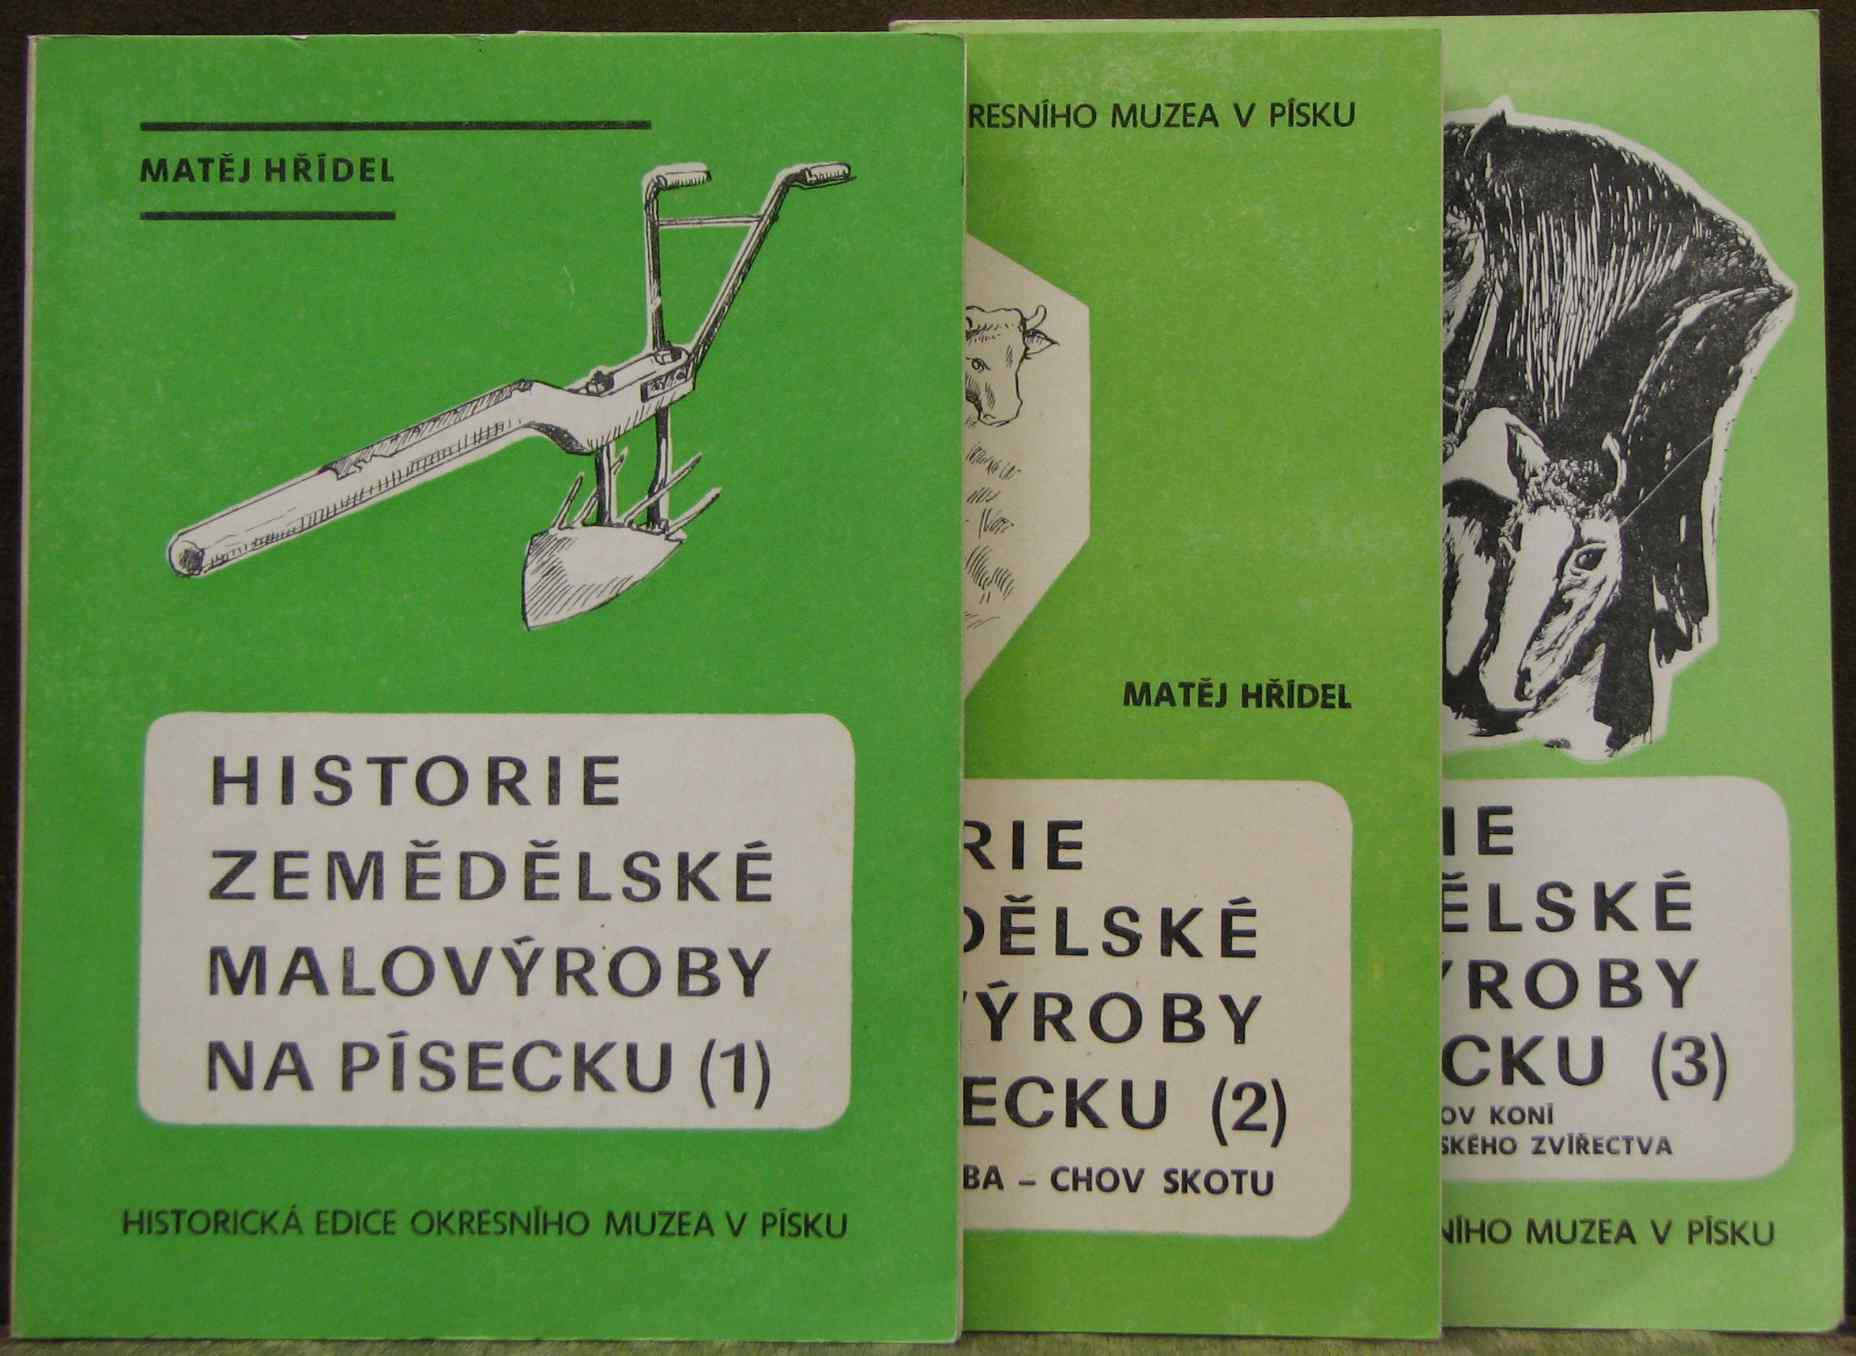 MATĚJ HŘÍDEL
HISTORIE
ZEMĚDĚLSKÉ
MALOVÝROBY
NA PÍSECKU (1)
HISTORICKÁ EDICE OKRESNÍHO MUZEA V PÍSKU
RESNÍHO MUZEA V PÍSKU
MATĚJ HŘÍDEL
RIE
DĚLSKÉ
VÝROBY
ECKU (2)
BA – CHOV SKOTU
IE
ĚLSKÉ
ÝROBY
CKU (3)
OV KONÍ
SKÉHO ZVÍŘECTVA
NÍHO MUZEA V PÍSKU